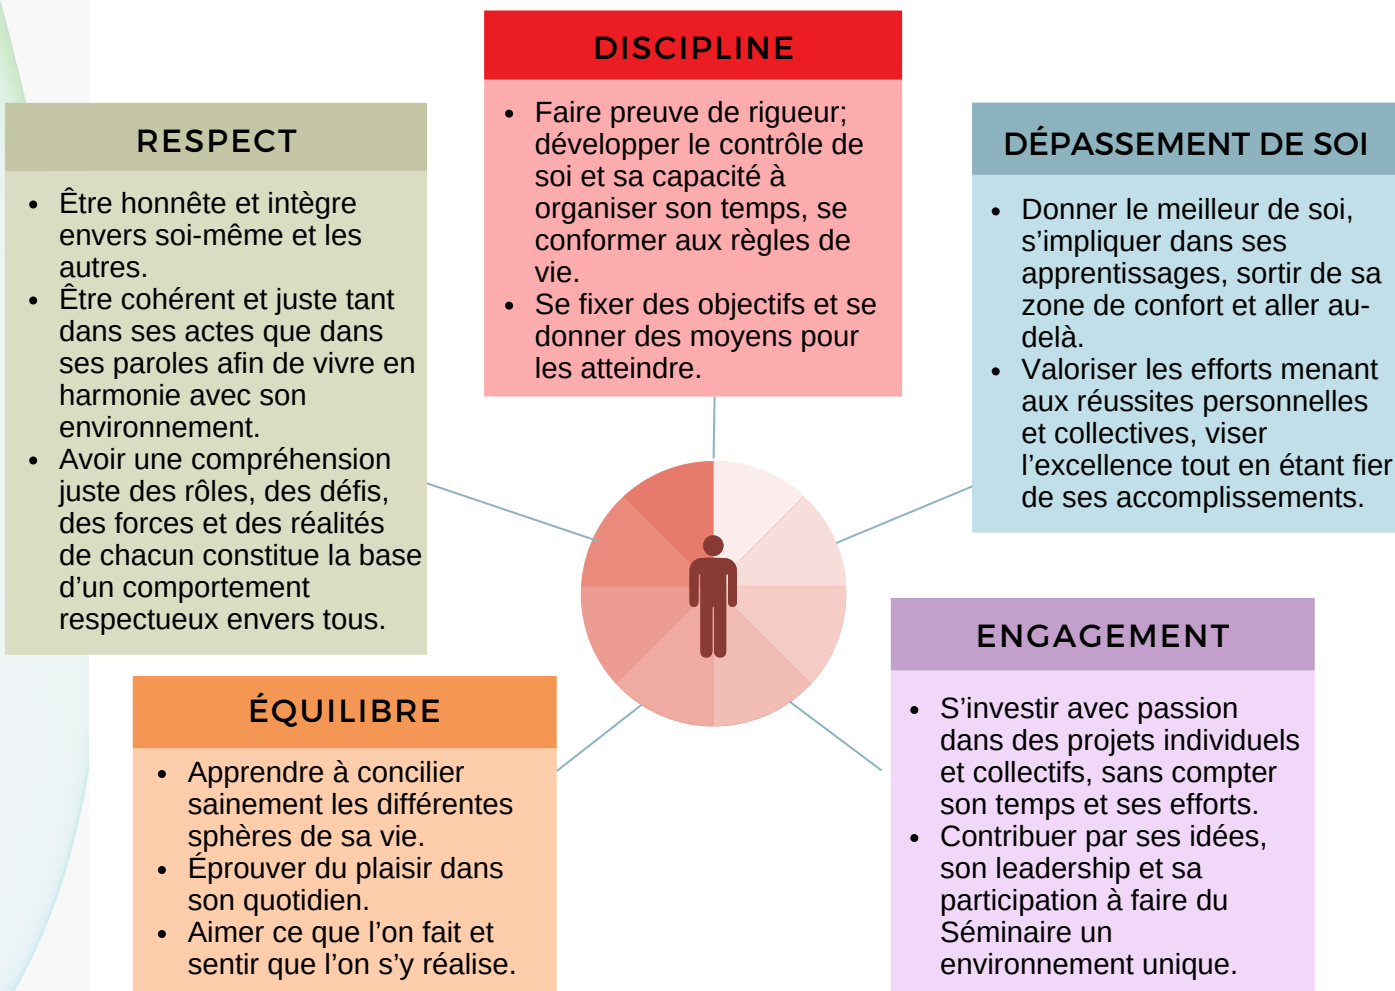 DISCIPLINE
• Faire preuve de rigueur;
développer le contrôle de
soi et sa capacité à
organiser son temps, se
conformer aux règles de
vie.
• Se fixer des objectifs et se
donner des moyens pour
les atteindre.
RESPECT
• Être honnête et intègre
envers soi-même et les
autres.
• Être cohérent et juste tant
dans ses actes que dans
ses paroles afin de vivre en
harmonie avec son
environnement.
• Avoir une compréhension
juste des rôles, des défis,
des forces et des réalités
de chacun constitue la base
d’un comportement
respectueux envers tous.
DÉPASSEMENT DE SOI
• Donner le meilleur de soi,
s’impliquer dans ses
apprentissages, sortir de sa
zone de confort et aller au-
delà.
• Valoriser les efforts menant
aux réussites personnelles
et collectives, viser
l’excellence tout en étant fier
de ses accomplissements.
ÉQUILIBRE
• Apprendre à concilier
sainement les différentes
sphères de sa vie.
• Éprouver du plaisir dans
son quotidien.
• Aimer ce que l’on fait et
sentir que l’on s’y réalise.
ENGAGEMENT
• S’investir avec passion
dans des projets individuels
et collectifs, sans compter
son temps et ses efforts.
• Contribuer par ses idées,
son leadership et sa
participation à faire du
Séminaire un
environnement unique.